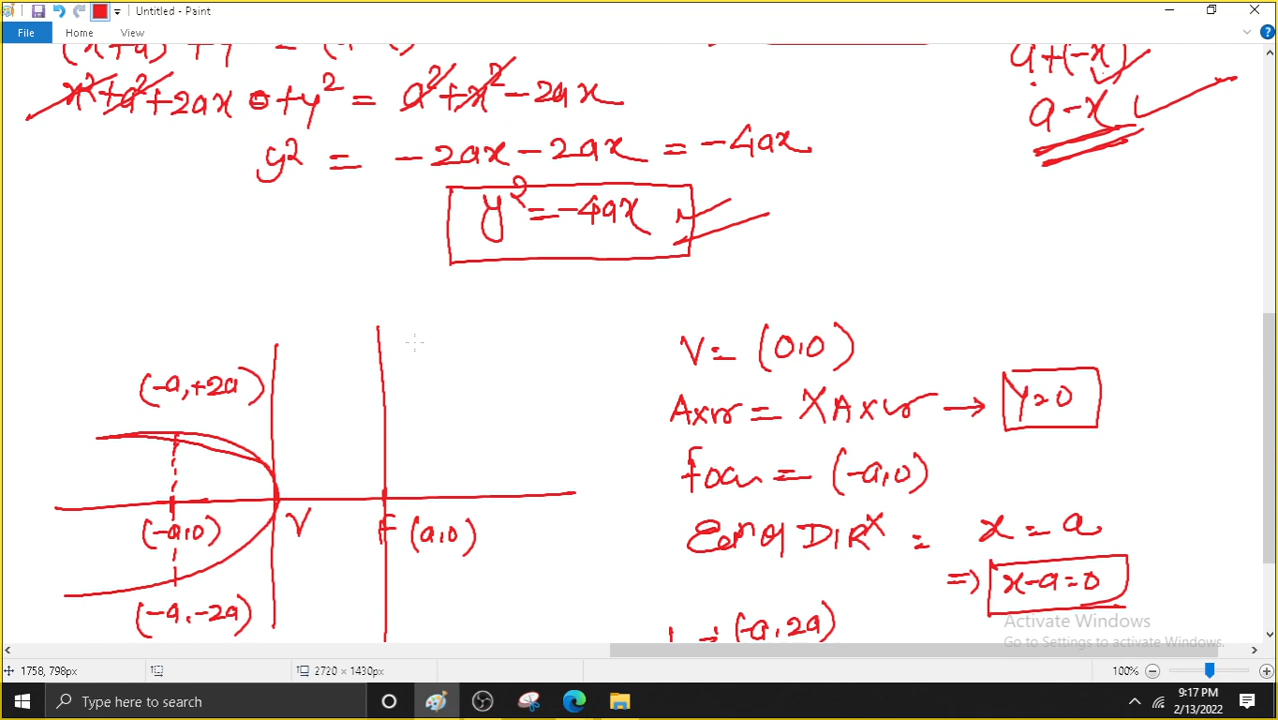 Untitled - Paint
File Home View
x²+a²+2ax +y² = a²+x²-2ax
a+(-x)
a-x
y² = -2ax-2ax = -4ax
y²=-4ax
V= (0,0)
(-a,+2a)
Axis = X Axis → y=0
Focus = (-a,0)
(-a,0) V F (a,0)
Eqn of DIRX = x = a
⇒ x-a=0
(-a,-2a)
(-a,2a)
Activate Windows
Go to Settings to activate Windows.
1758, 798px 2720 × 1430px 100%
Type here to search
9:17 PM
2/13/2022